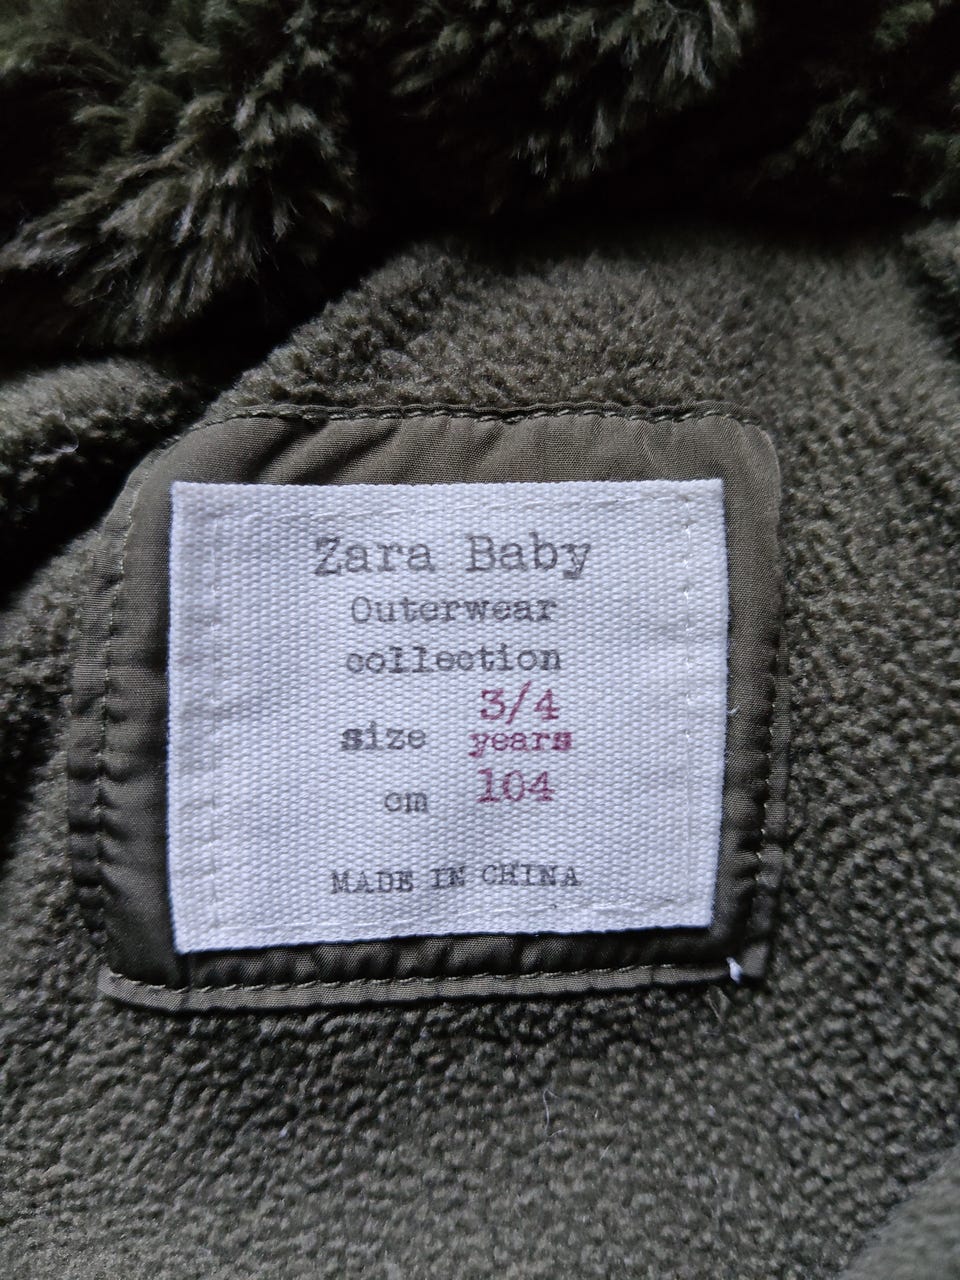 Zara Baby
Outerwear
collection
size 3/4 years
cm 104
MADE IN CHINA